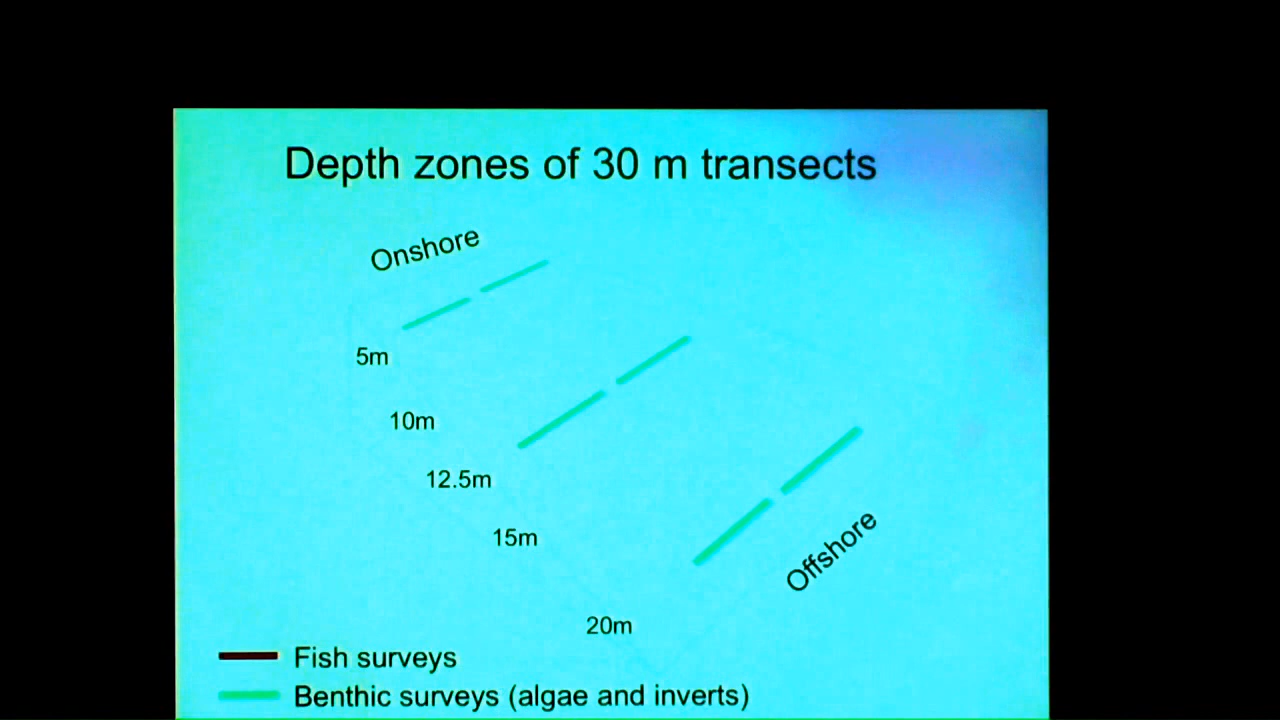 Depth zones of 30 m transects
Onshore
5m
10m
12.5m
15m
Offshore
20m
Fish surveys
Benthic surveys (algae and inverts)